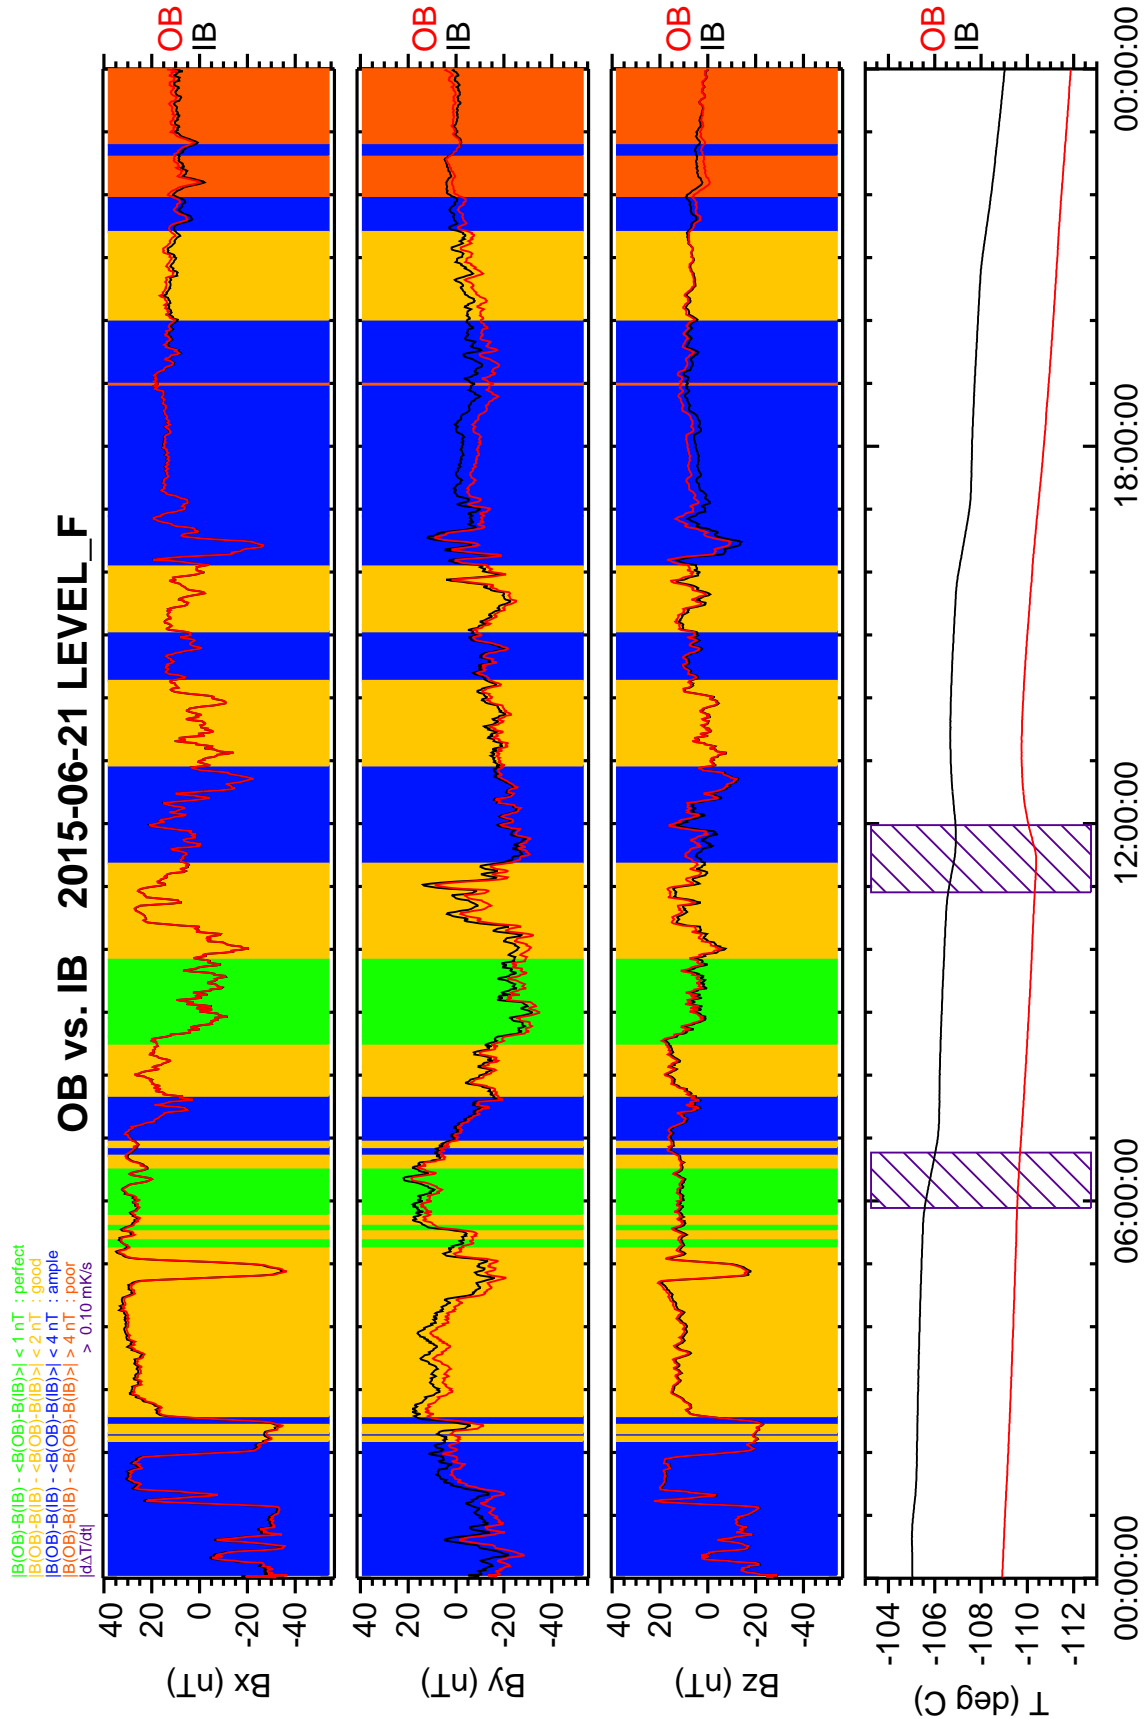 OB vs. IB 2015-06-21 LEVEL_F
|B(OB)-B(IB) - <B(OB)-B(IB)>| < 1 nT : perfect
|B(OB)-B(IB) - <B(OB)-B(IB)>| < 2 nT : good
|B(OB)-B(IB) - <B(OB)-B(IB)>| < 4 nT : ample
|B(OB)-B(IB) - <B(OB)-B(IB)>| > 4 nT : poor
|dΔT/dt| > 0.10 mK/s
Bx (nT)
40
20
0
-20
-40
OB
IB
By (nT)
40
20
0
-20
-40
OB
IB
Bz (nT)
40
20
0
-20
-40
OB
IB
T (deg C)
-104
-106
-108
-110
-112
OB
IB
00:00:00 06:00:00 12:00:00 18:00:00 00:00:00